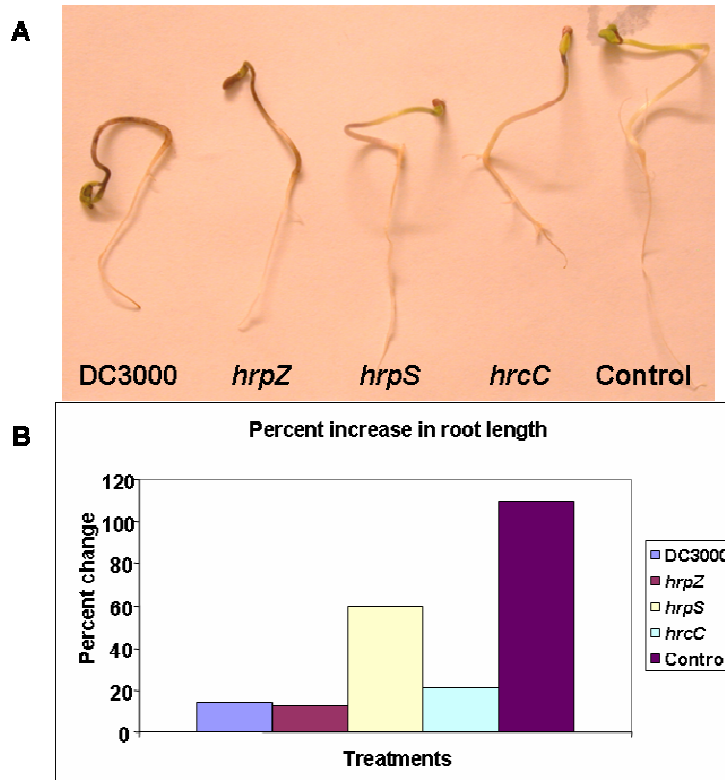 A
DC3000 hrpZ hrpS hrcC Control
B
Percent increase in root length
120
100
80
60
40
20
0
Percent change
Treatments
DC3000
hrpZ
hrpS
hrcC
Contro